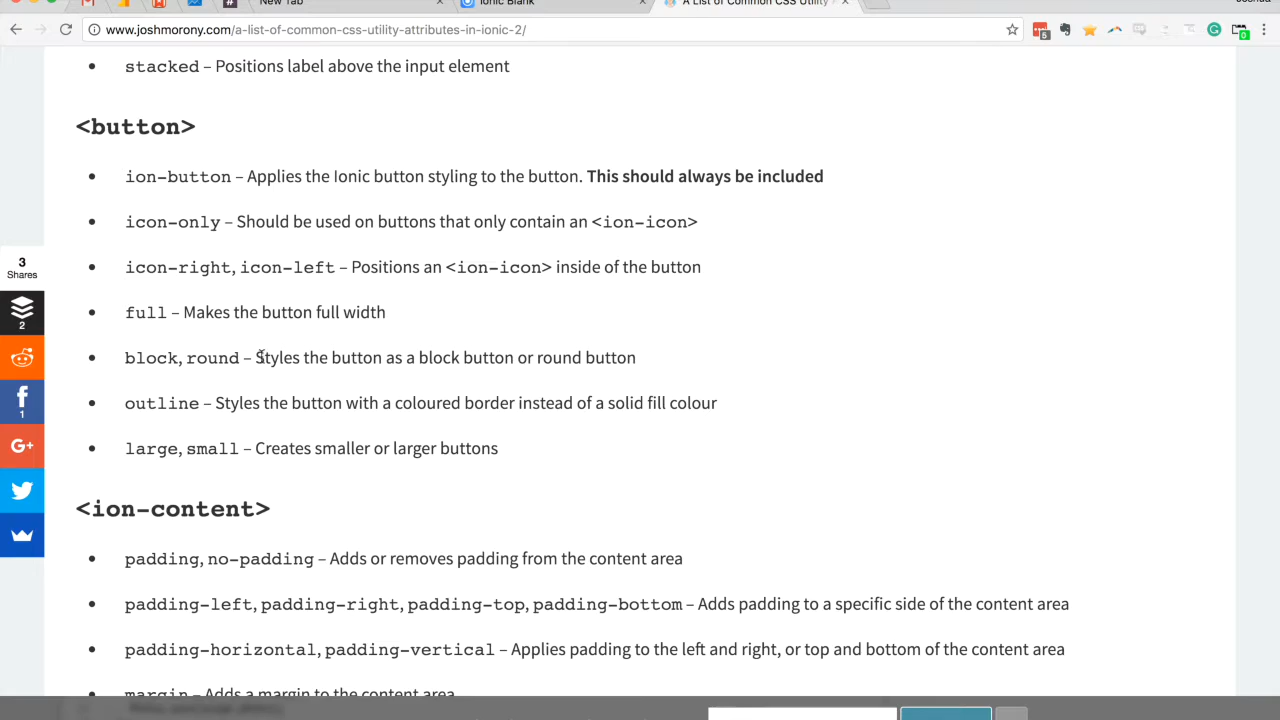 New Tab
Ionic Blank
A List of Common CSS Utility
Joshua
www.joshmorony.com/a-list-of-common-css-utility-attributes-in-ionic-2/
5
0
stacked – Positions label above the input element
<button>
ion-button – Applies the Ionic button styling to the button. This should always be included
icon-only – Should be used on buttons that only contain an <ion-icon>
icon-right, icon-left – Positions an <ion-icon> inside of the button
full – Makes the button full width
block, round – Styles the button as a block button or round button
outline – Styles the button with a coloured border instead of a solid fill colour
large, small – Creates smaller or larger buttons
<ion-content>
padding, no-padding – Adds or removes padding from the content area
padding-left, padding-right, padding-top, padding-bottom – Adds padding to a specific side of the content area
padding-horizontal, padding-vertical – Applies padding to the left and right, or top and bottom of the content area
margin – Adds a margin to the content area
3
Shares
2
1
G+